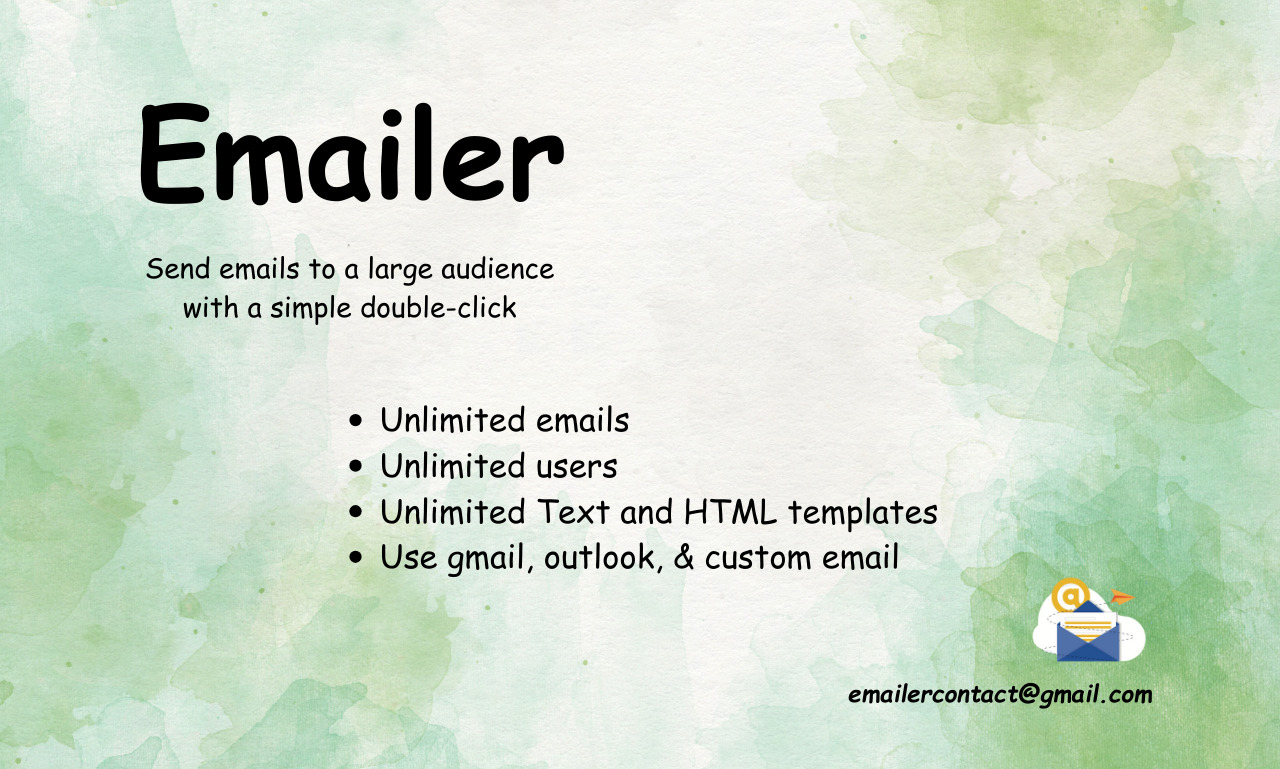 Emailer
Send emails to a large audience
with a simple double-click
• Unlimited emails
• Unlimited users
• Unlimited Text and HTML templates
• Use gmail, outlook, & custom email
@
emailercontact@gmail.com